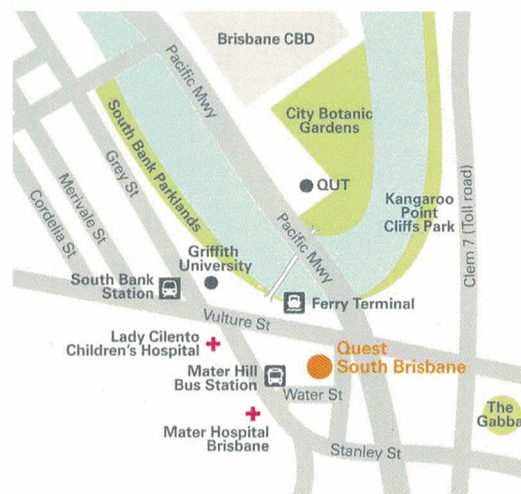 Brisbane CBD
Pacific Mwy
City Botanic
Gardens
South Bank Parklands
Grey St
QUT
Merivale St
Kangaroo
Point
Cliffs Park
Cordelia St
Clem 7 (Toll road)
Pacific Mwy
Griffith
University
South Bank
Station
Ferry Terminal
Vulture St
Lady Cilento
Children's Hospital
Quest
South Brisbane
Mater Hill
Bus Station
Water St
The
Gabba
Mater Hospital
Brisbane
Stanley St